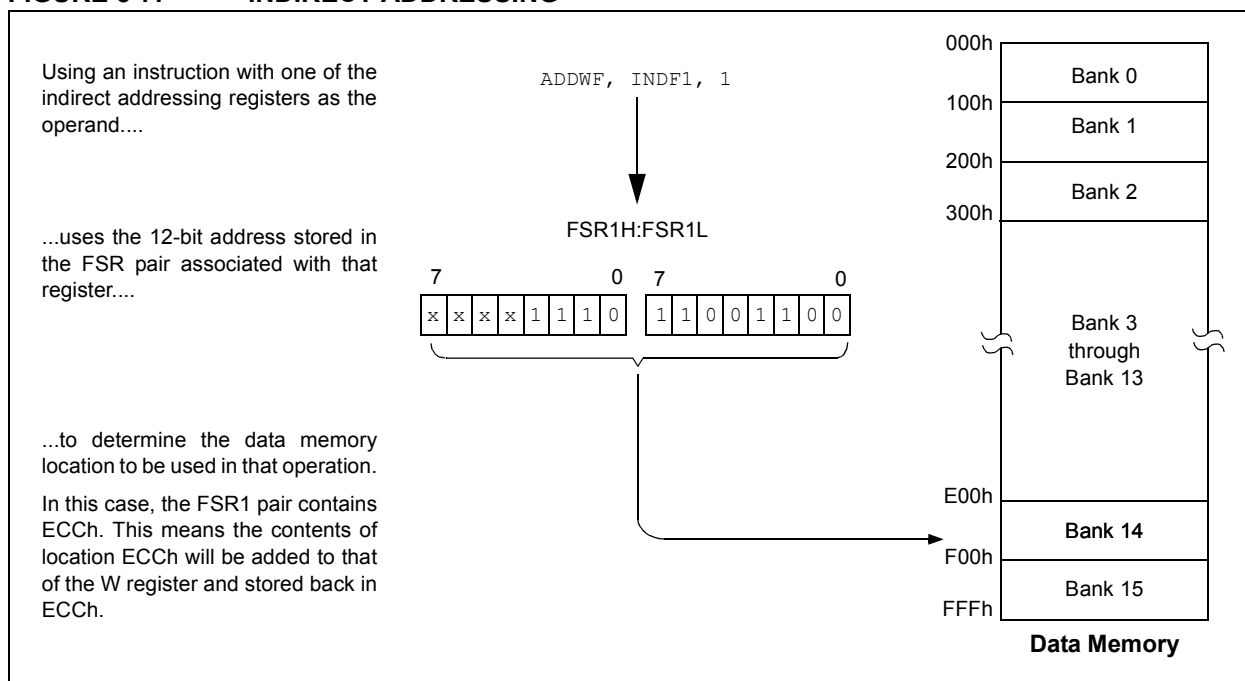 Using an instruction with one of the
indirect addressing registers as the
operand....
ADDWF, INDF1, 1
...uses the 12-bit address stored in
the FSR pair associated with that
register....
FSR1H:FSR1L
7 0 7 0
x x x x 1 1 1 0 1 1 0 0 1 1 0 0
...to determine the data memory
location to be used in that operation.
In this case, the FSR1 pair contains
ECCh. This means the contents of
location ECCh will be added to that
of the W register and stored back in
ECCh.
000h
Bank 0
100h
Bank 1
200h
Bank 2
300h
Bank 3
through
Bank 13
E00h
Bank 14
F00h
Bank 15
FFFh
Data Memory